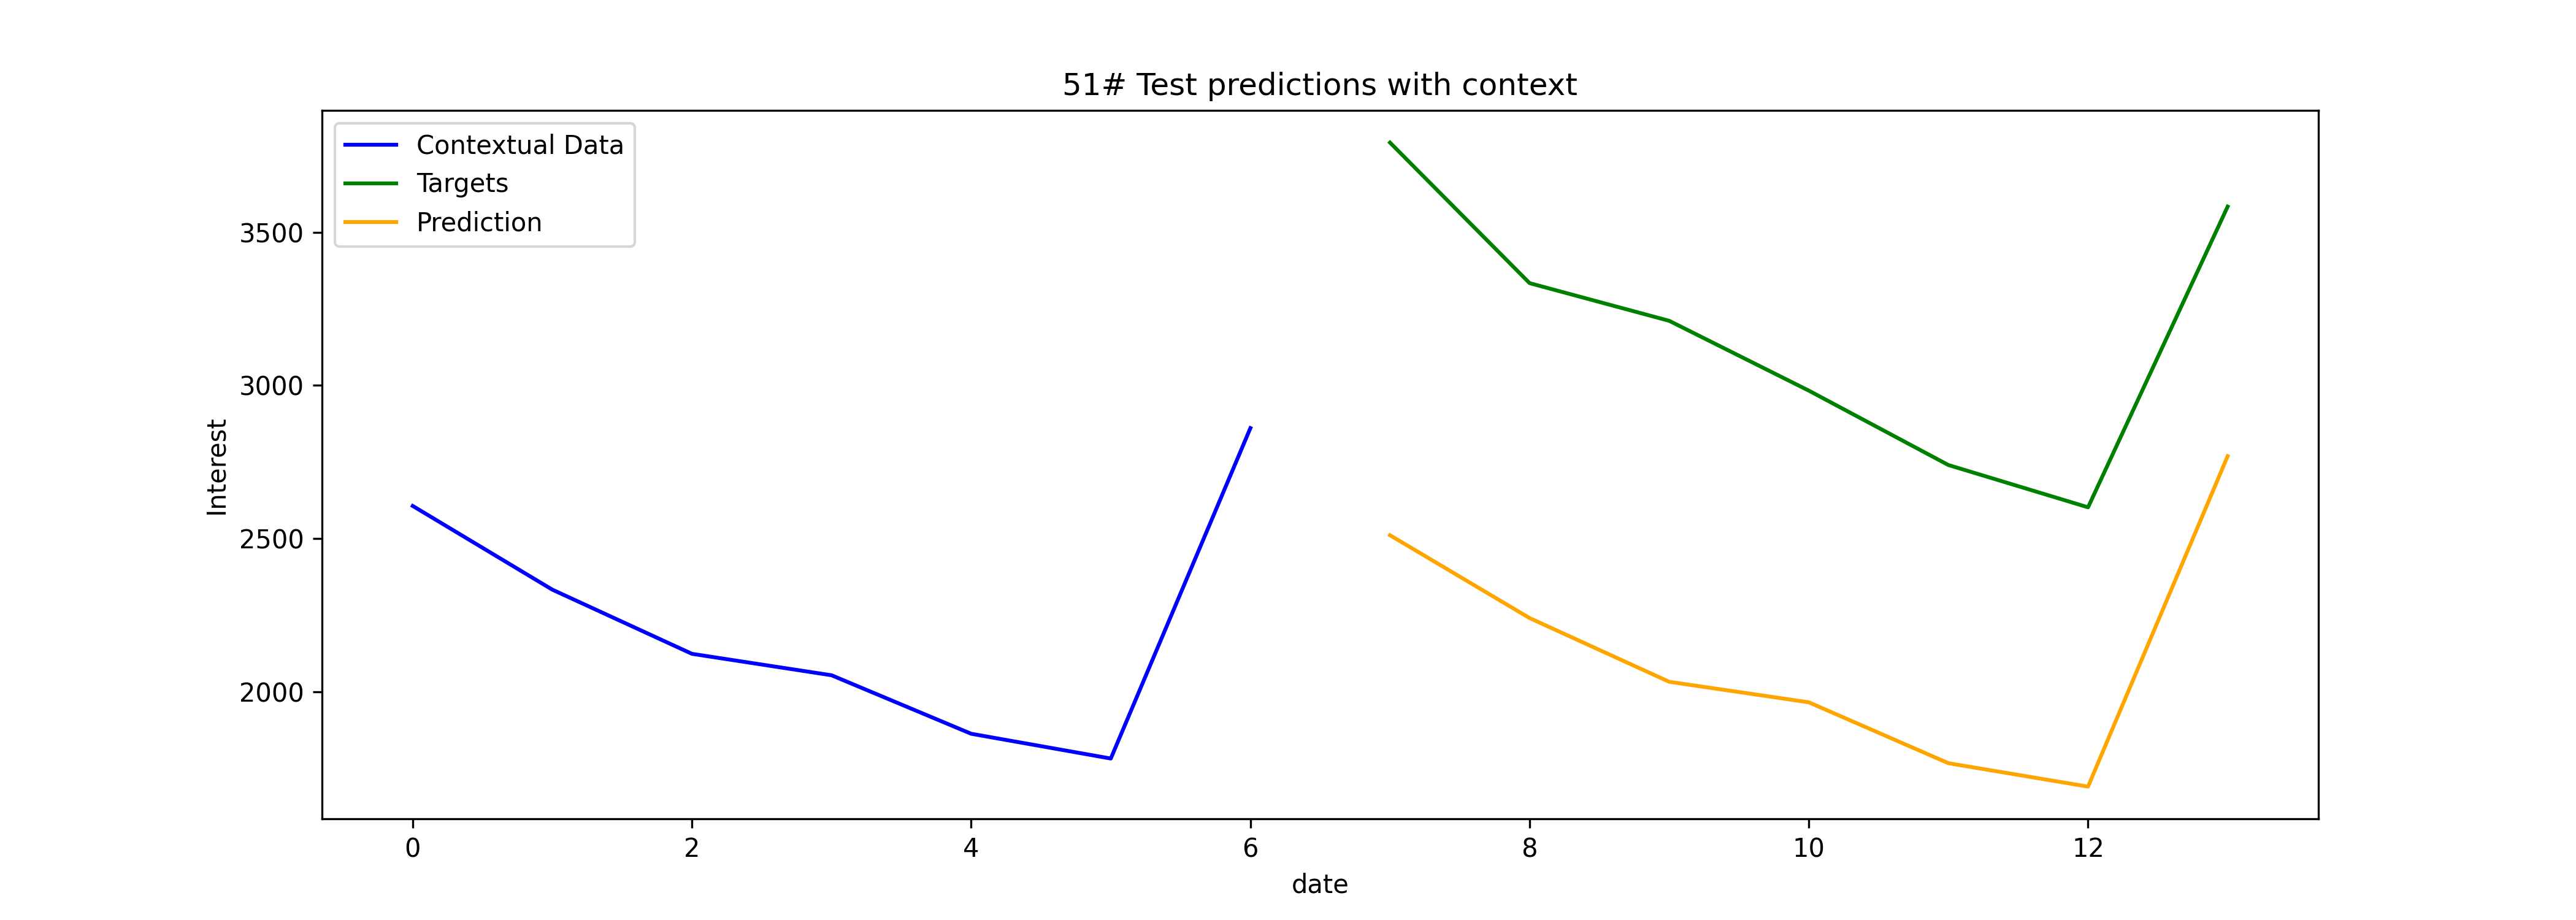 51# Test predictions with context
Contextual Data
Targets
Prediction
3500
3000
2500
2000
Interest
0 2 4 6 8 10 12
date